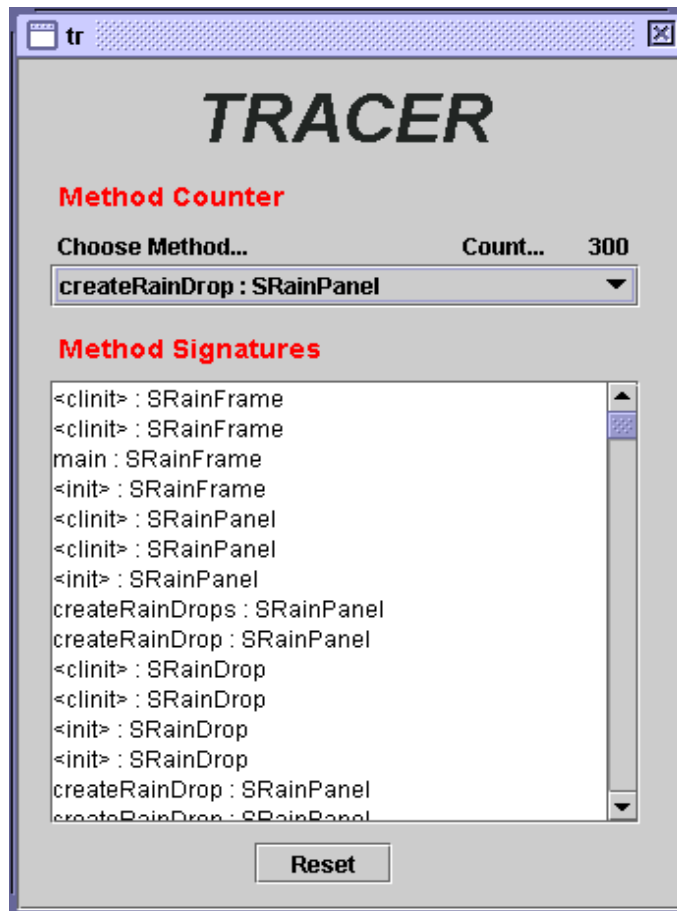 tr
TRACER
Method Counter
Choose Method... Count... 300
createRainDrop : SRainPanel
Method Signatures
<clinit> : SRainFrame
<clinit> : SRainFrame
main : SRainFrame
<init> : SRainFrame
<clinit> : SRainPanel
<clinit> : SRainPanel
<init> : SRainPanel
createRainDrops : SRainPanel
createRainDrop : SRainPanel
<clinit> : SRainDrop
<clinit> : SRainDrop
<init> : SRainDrop
<init> : SRainDrop
createRainDrop : SRainPanel
createRainDrop : SRainPanel
Reset